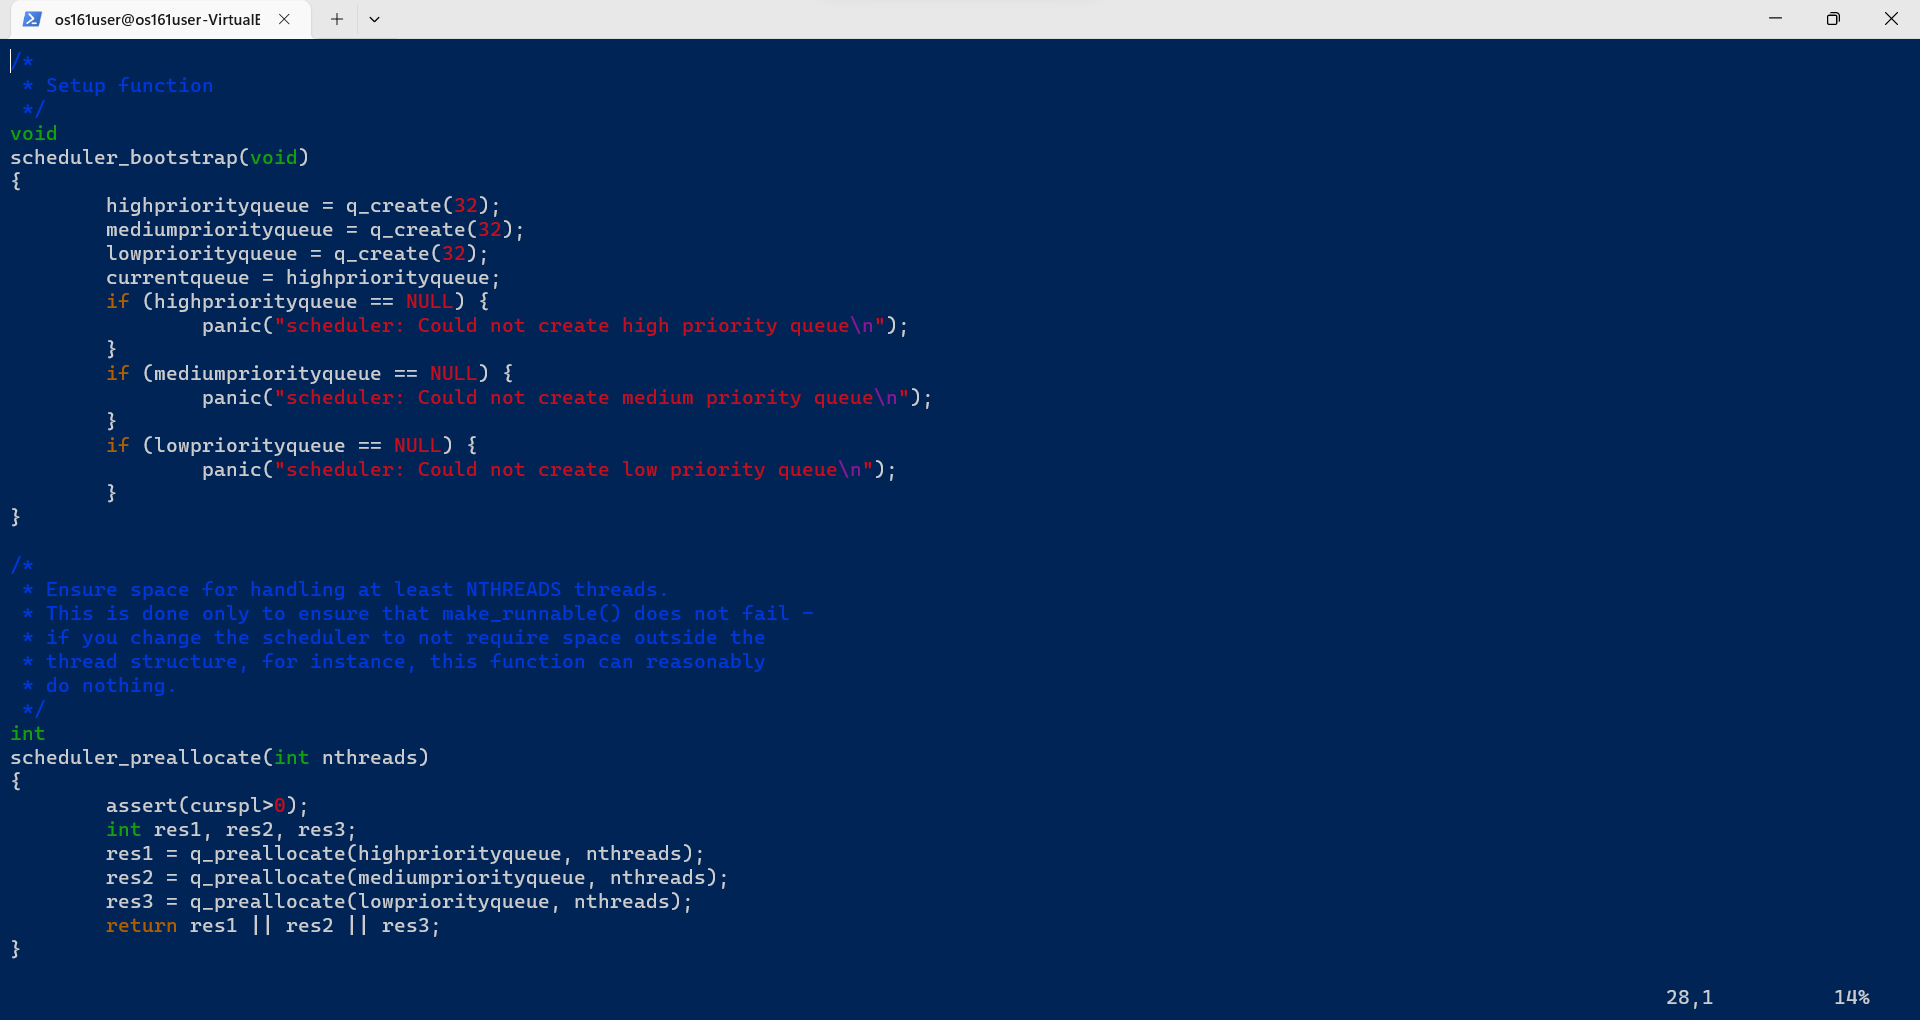 os161user@os161user-VirtualB
/*
 * Setup function
 */
void
scheduler_bootstrap(void)
{
        highpriorityqueue = q_create(32);
        mediumpriorityqueue = q_create(32);
        lowpriorityqueue = q_create(32);
        currentqueue = highpriorityqueue;
        if (highpriorityqueue == NULL) {
                panic("scheduler: Could not create high priority queue\n");
        }
        if (mediumpriorityqueue == NULL) {
                panic("scheduler: Could not create medium priority queue\n");
        }
        if (lowpriorityqueue == NULL) {
                panic("scheduler: Could not create low priority queue\n");
        }
}

/*
 * Ensure space for handling at least NTHREADS threads.
 * This is done only to ensure that make_runnable() does not fail -
 * if you change the scheduler to not require space outside the
 * thread structure, for instance, this function can reasonably
 * do nothing.
 */
int
scheduler_preallocate(int nthreads)
{
        assert(curspl>0);
        int res1, res2, res3;
        res1 = q_preallocate(highpriorityqueue, nthreads);
        res2 = q_preallocate(mediumpriorityqueue, nthreads);
        res3 = q_preallocate(lowpriorityqueue, nthreads);
        return res1 || res2 || res3;
}
28,1 14%